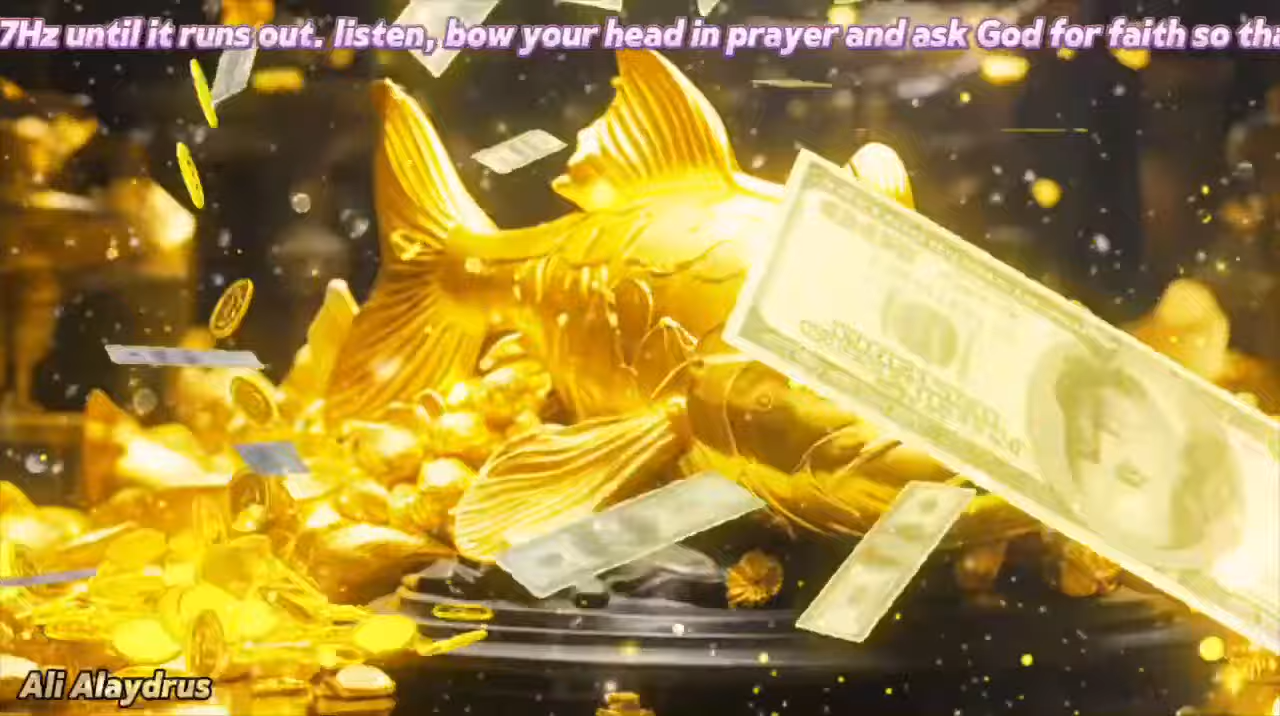 7Hz until it runs out. listen, bow your head in prayer and ask God for faith so tha
Ali Alaydrus